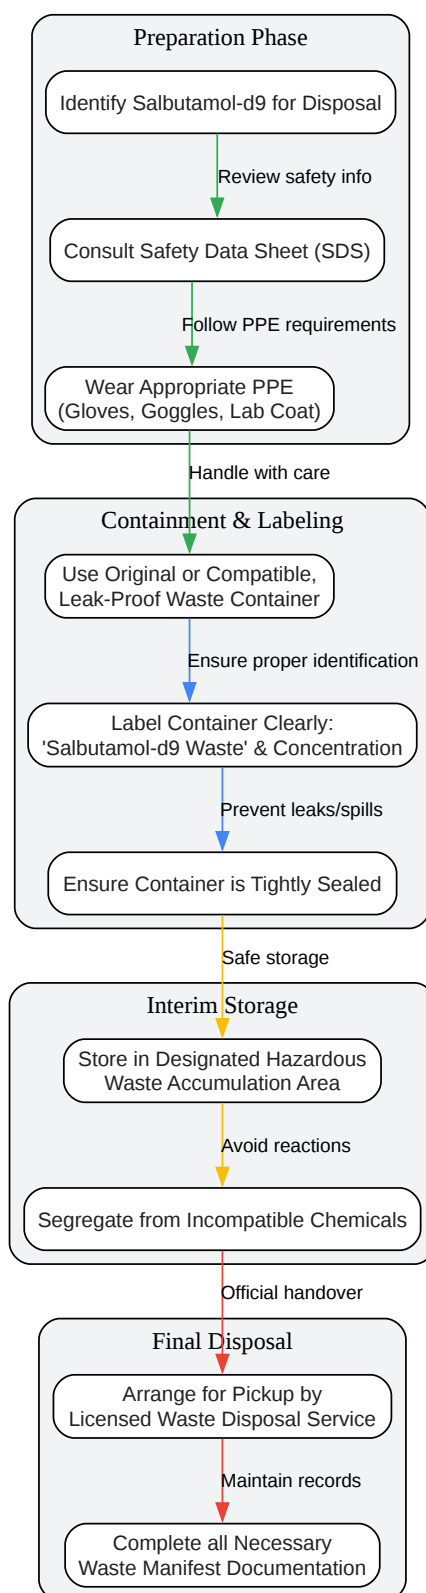 Preparation Phase
Identify Salbutamol-d9 for Disposal
Review safety info
Consult Safety Data Sheet (SDS)
Follow PPE requirements
Wear Appropriate PPE
(Gloves, Goggles, Lab Coat)
Handle with care
Containment & Labeling
Use Original or Compatible,
Leak-Proof Waste Container
Ensure proper identification
Label Container Clearly:
'Salbutamol-d9 Waste' & Concentration
Prevent leaks/spills
Ensure Container is Tightly Sealed
Safe storage
Interim Storage
Store in Designated Hazardous
Waste Accumulation Area
Avoid reactions
Segregate from Incompatible Chemicals
Official handover
Final Disposal
Arrange for Pickup by
Licensed Waste Disposal Service
Maintain records
Complete all Necessary
Waste Manifest Documentation